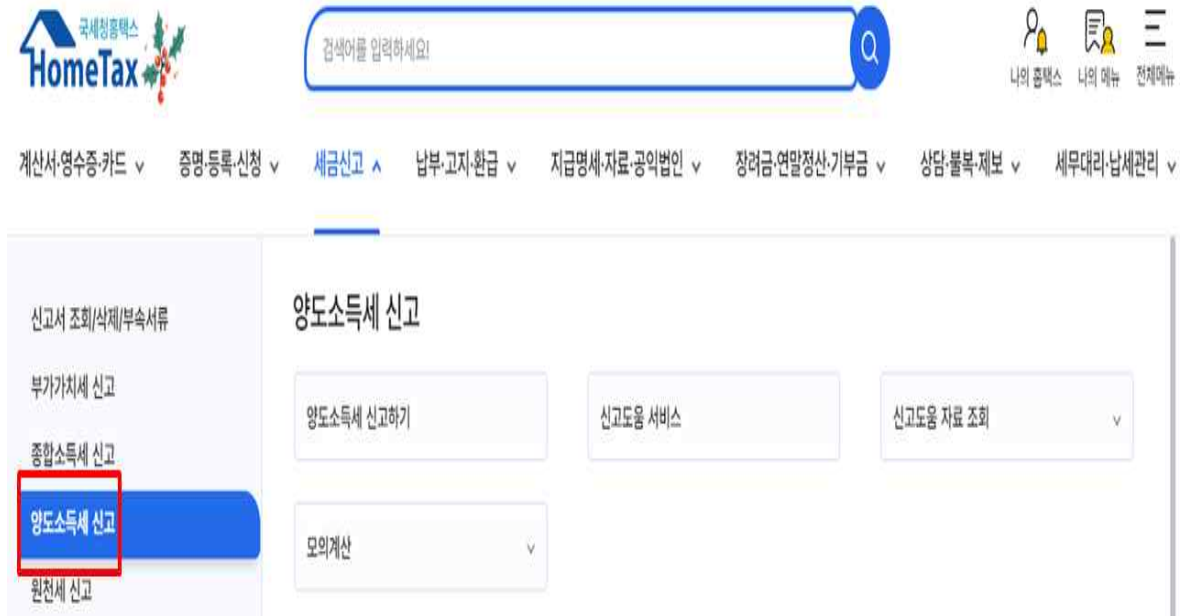 국세청홈택스
HomeTax
검색어를 입력하세요!
나의 홈택스 나의 메뉴 전체메뉴
계산서·영수증·카드 증명·등록·신청 세금신고 납부·고지·환급 지급명세·자료·공익법인 장려금·연말정산·기부금 상담·불복·제보 세무대리·납세관리
신고서 조회/삭제/부속서류
부가가치세 신고
종합소득세 신고
양도소득세 신고
원천세 신고
양도소득세 신고
양도소득세 신고하기 신고도움 서비스 신고도움 자료 조회
모의계산